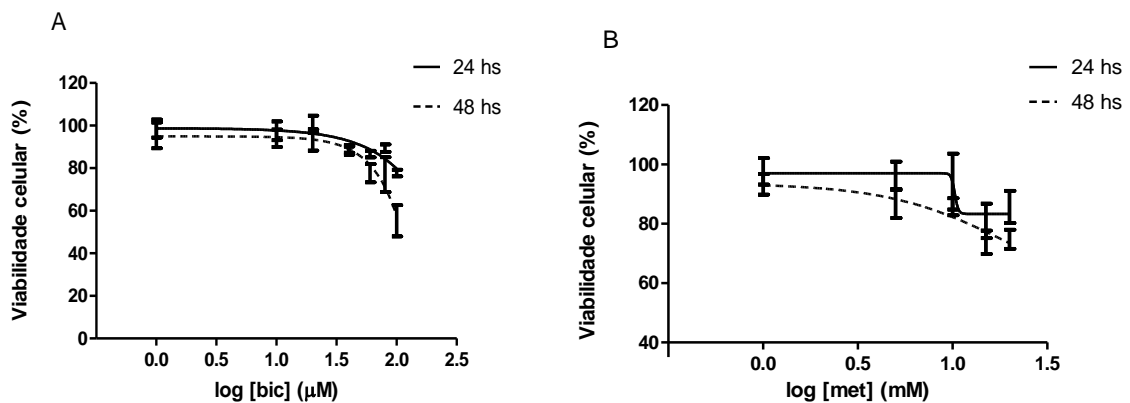 A
24 hs
48 hs
120
100
80
60
40
20
0
Viabilidade celular (%)
0.0 0.5 1.0 1.5 2.0 2.5
log [bic] (μM)
B
24 hs
48 hs
120
100
80
60
40
Viabilidade celular (%)
0.0 0.5 1.0 1.5
log [met] (mM)